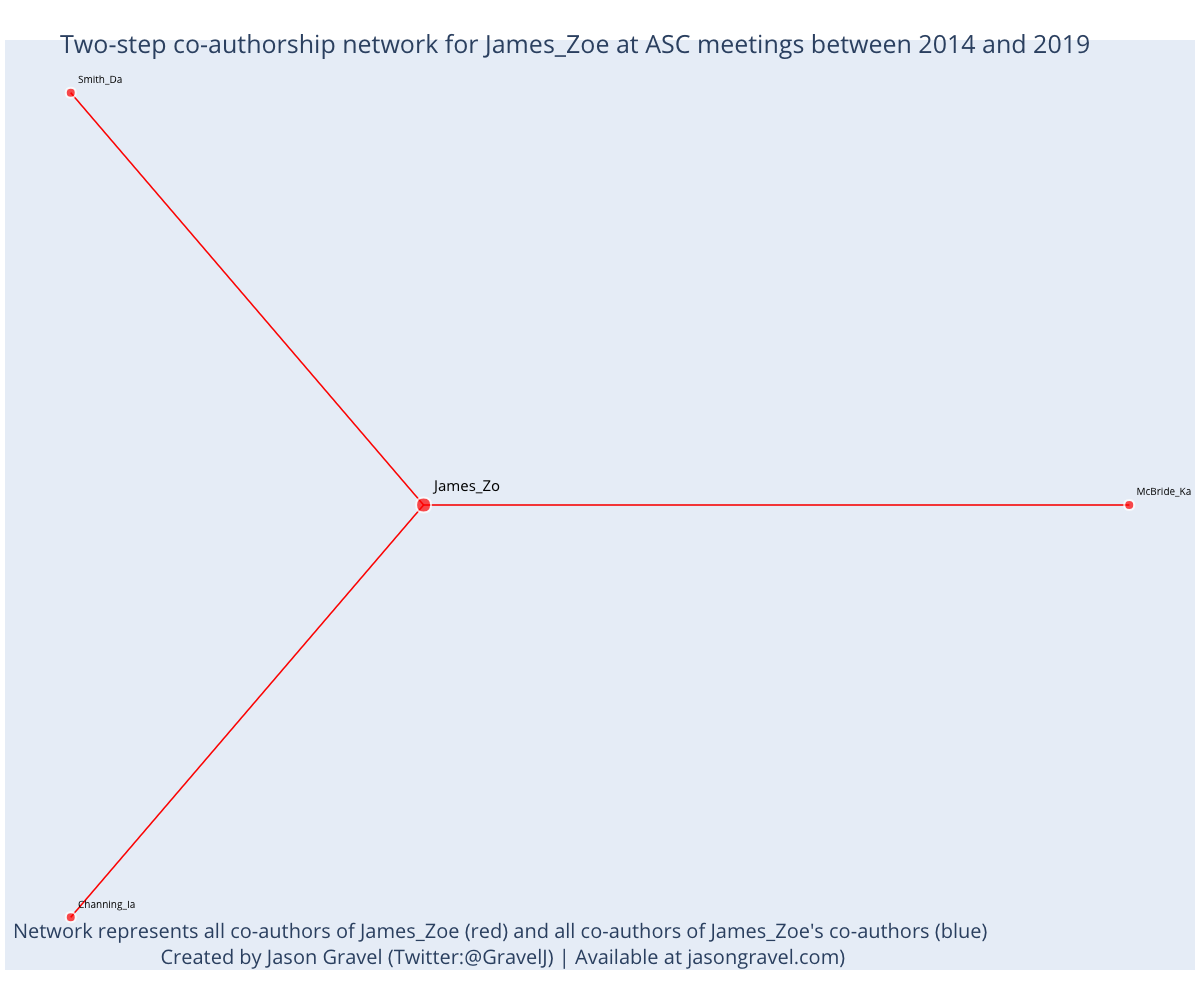 Two-step co-authorship network for James_Zoe at ASC meetings between 2014 and 2019
Smith_Da
James_Zo
McBride_Ka
Channing_Ia
Network represents all co-authors of James_Zoe (red) and all co-authors of James_Zoe's co-authors (blue)
Created by Jason Gravel (Twitter:@GravelJ) | Available at jasongravel.com)